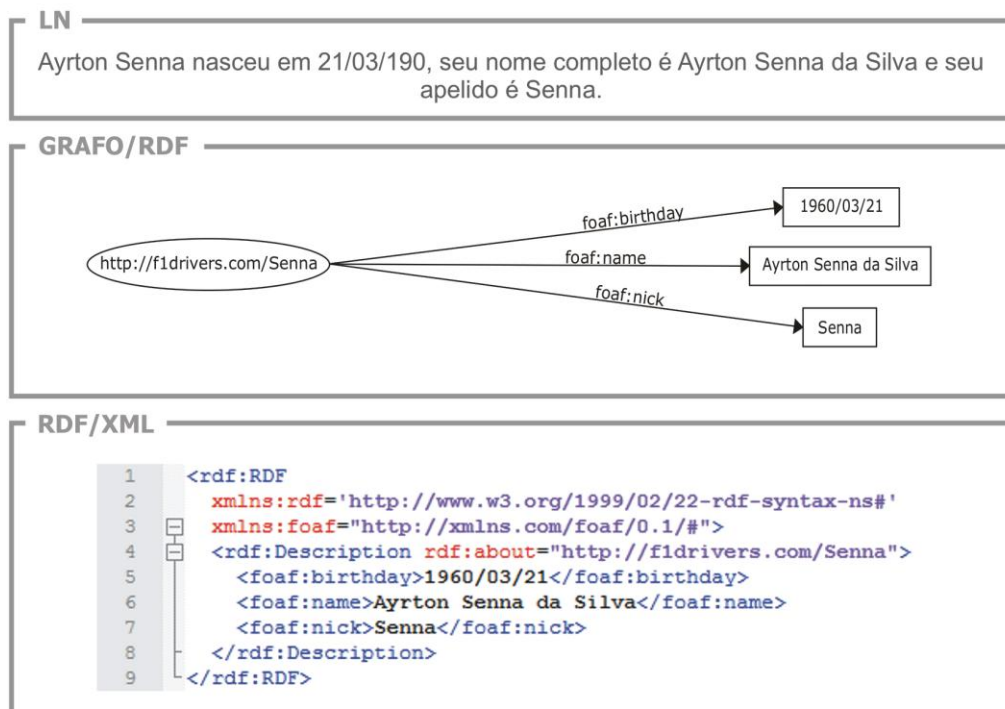 LN
Ayrton Senna nasceu em 21/03/190, seu nome completo é Ayrton Senna da Silva e seu
apelido é Senna.
GRAFO/RDF
http://f1drivers.com/Senna
foaf:birthday
1960/03/21
foaf:name
Ayrton Senna da Silva
foaf:nick
Senna
RDF/XML
1 <rdf:RDF
2 xmlns:rdf='http://www.w3.org/1999/02/22-rdf-syntax-ns#'
3 xmlns:foaf="http://xmlns.com/foaf/0.1/#">
4 <rdf:Description rdf:about="http://f1drivers.com/Senna">
5 <foaf:birthday>1960/03/21</foaf:birthday>
6 <foaf:name>Ayrton Senna da Silva</foaf:name>
7 <foaf:nick>Senna</foaf:nick>
8 </rdf:Description>
9 </rdf:RDF>